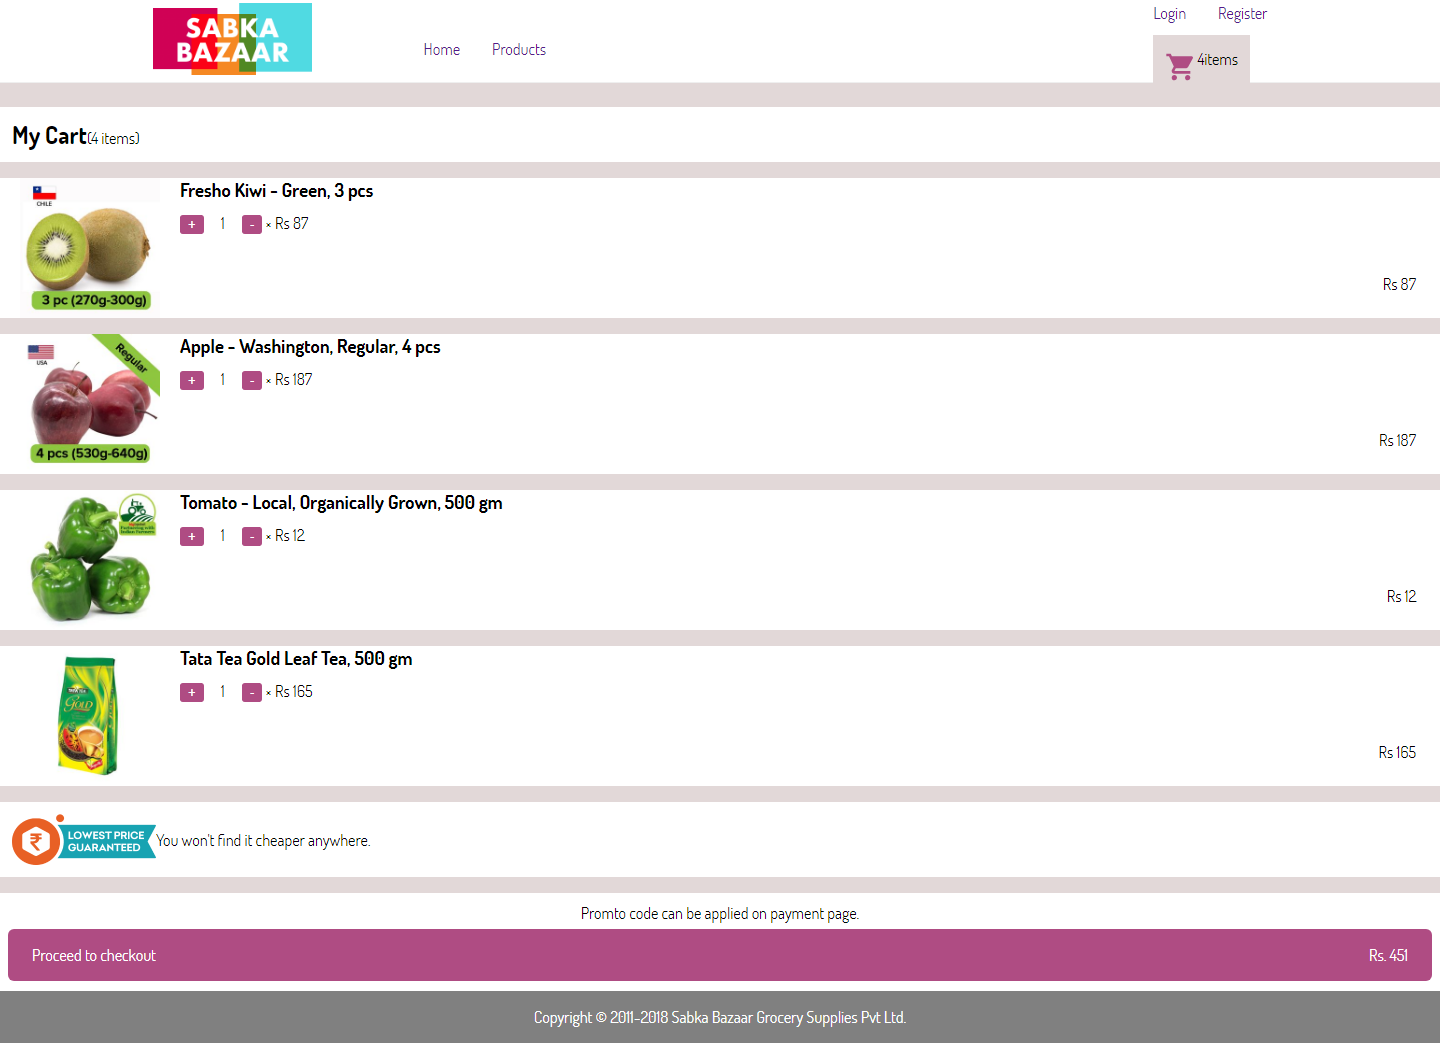 SABKA
BAZAAR
Home Products
Login Register
4items
My Cart(4 items)
CHILE
3 pc (270g-300g)
Fresho Kiwi - Green, 3 pcs
+ 1 - × Rs 87
Rs 87
USA
Regular
4 pcs (530g-640g)
Apple - Washington, Regular, 4 pcs
+ 1 - × Rs 187
Rs 187
Tomato - Local, Organically Grown, 500 gm
+ 1 - × Rs 12
Rs 12
TATA TEA
GOLD
Tata Tea Gold Leaf Tea, 500 gm
+ 1 - × Rs 165
Rs 165
LOWEST PRICE
GUARANTEED
You won't find it cheaper anywhere.
Promto code can be applied on payment page.
Proceed to checkout Rs. 451
Copyright © 2011-2018 Sabka Bazaar Grocery Supplies Pvt Ltd.